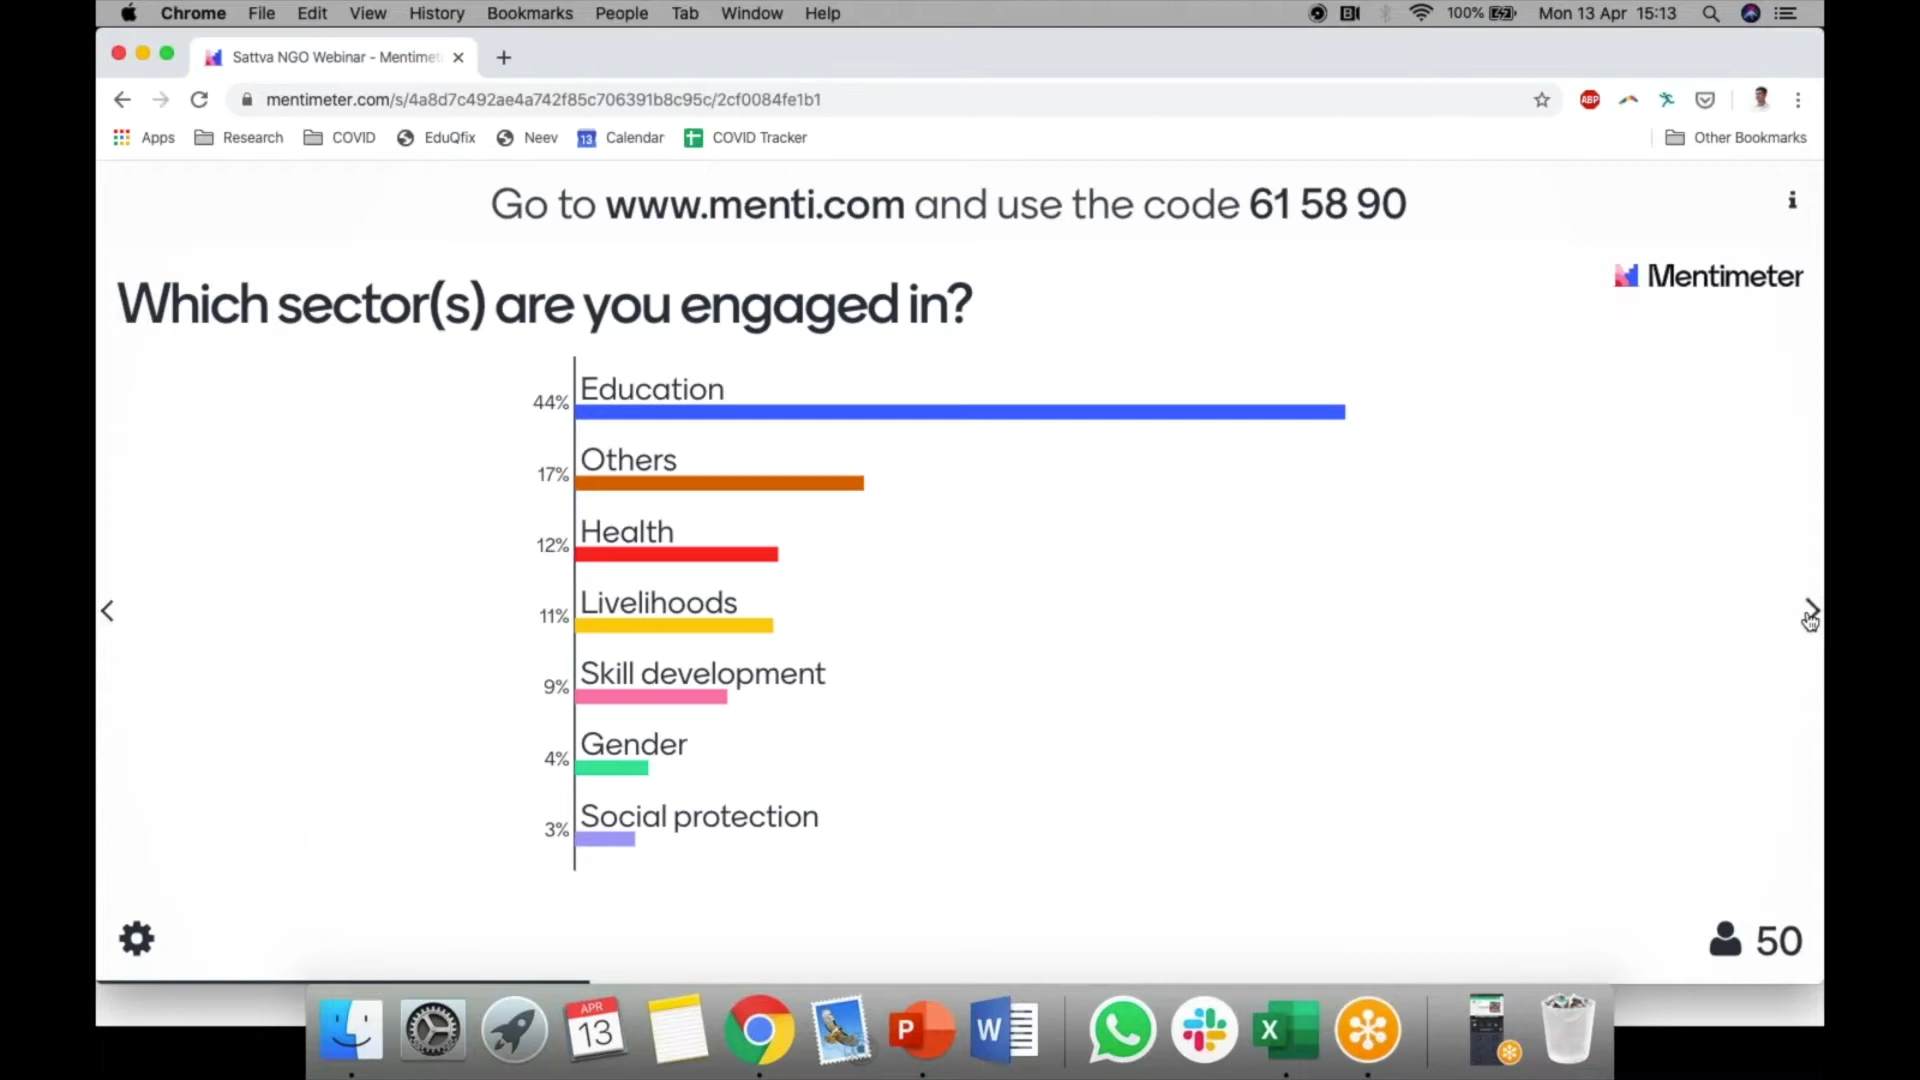 Chrome File Edit View History Bookmarks People Tab Window Help 100% Mon 13 Apr 15:13
Sattva NGO Webinar - Mentimet
mentimeter.com/s/4a8d7c492ae4a742f85c706391b8c95c/2cf0084fe1b1
ABP
Apps Research COVID EduQfix Neev 13 Calendar COVID Tracker Other Bookmarks
Go to www.menti.com and use the code 61 58 90
Mentimeter
Which sector(s) are you engaged in?
Education
44%
Others
17%
Health
12%
Livelihoods
11%
Skill development
9%
Gender
4%
Social protection
3%
50
APR
13
P
W
X